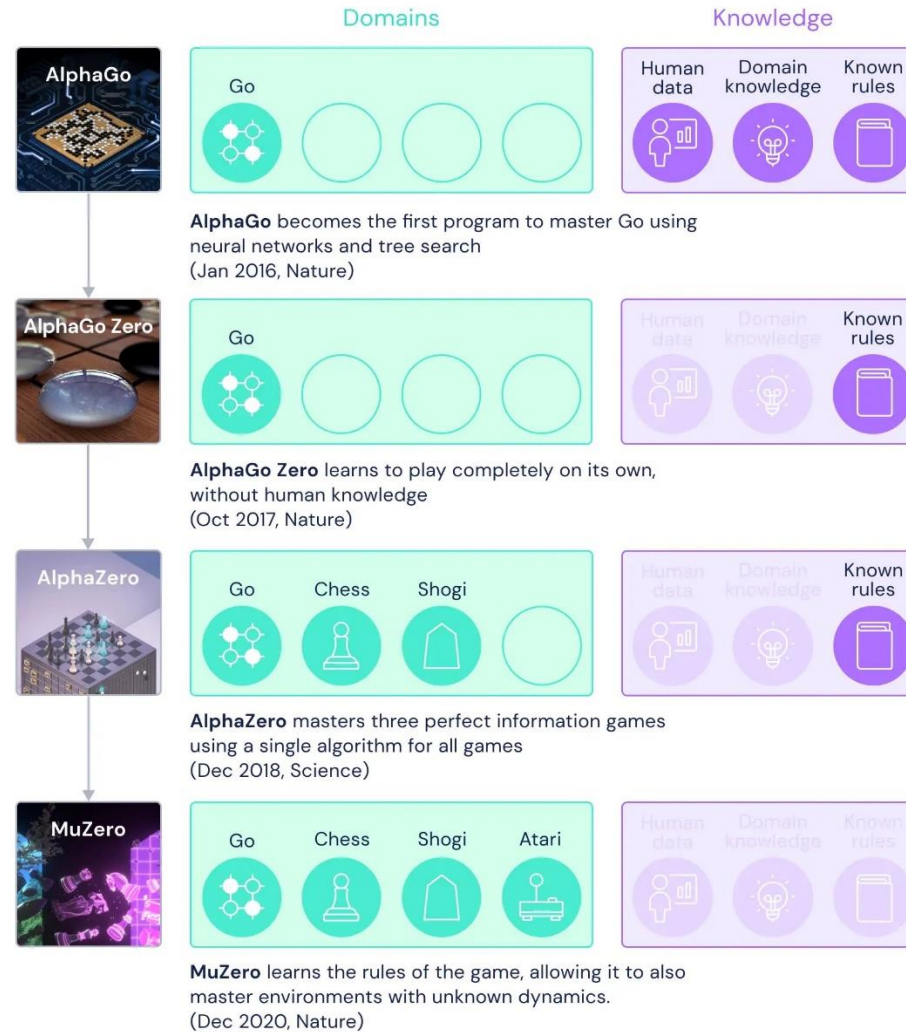 Domains
Knowledge
AlphaGo
Go
Human data
Domain knowledge
Known rules
AlphaGo becomes the first program to master Go using
neural networks and tree search
(Jan 2016, Nature)
AlphaGo Zero
Go
Human data
Domain knowledge
Known rules
AlphaGo Zero learns to play completely on its own,
without human knowledge
(Oct 2017, Nature)
AlphaZero
Go
Chess
Shogi
Human data
Domain knowledge
Known rules
AlphaZero masters three perfect information games
using a single algorithm for all games
(Dec 2018, Science)
MuZero
Go
Chess
Shogi
Atari
Human data
Domain knowledge
Known rules
MuZero learns the rules of the game, allowing it to also
master environments with unknown dynamics.
(Dec 2020, Nature)